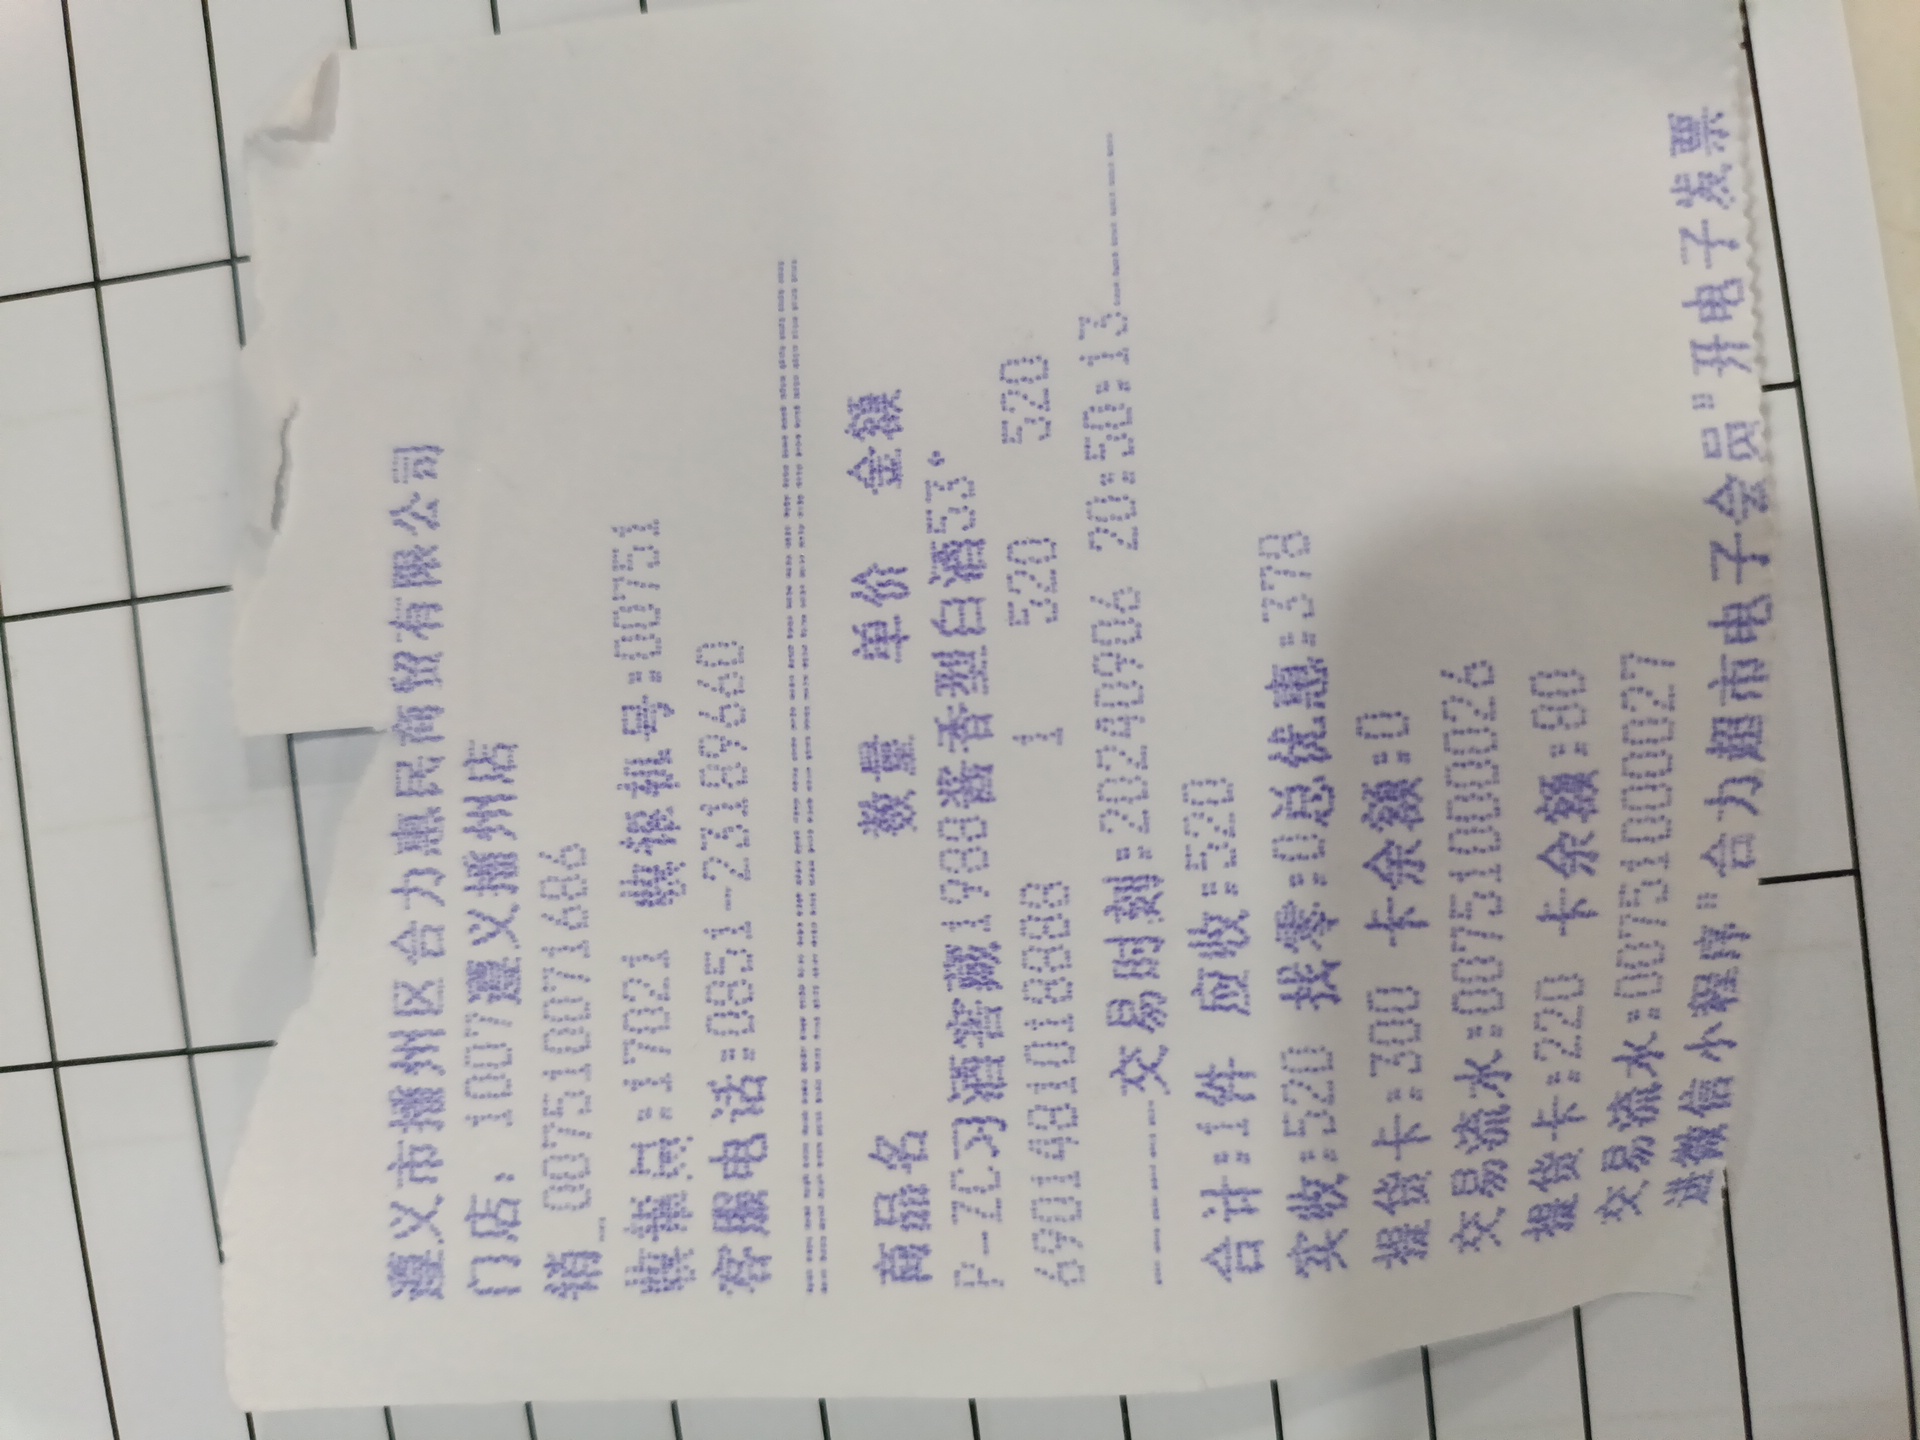 遵义市播州区合力惠民商贸有限公司
门店: 1007遵义播州店
销_007510071686
收银员:17021 收银机号:00751
客服电话:0851-23189660
================================
商品名 数量 单价 金额
P-ZC习酒窖藏1988酱香型白酒53°
6901481018888 1 520 520
------交易时刻:20240906 20:50:13------
合计:1件 应收:520
实收:520 找零:0总优惠:378
提货卡:300 卡余额:0
交易流水:0075100026
提货卡:220 卡余额:80
交易流水:0075100027
进微信小程序"合力超市电子会员"开电子发票